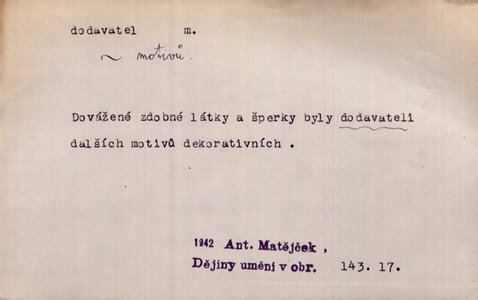 dodavatel m.
~ motivů.
Dovážené zdobné látky a šperky byly dodavateli
dalších motivů dekorativních .
1942 Ant. Matějček ,
Dějiny umění v obr. 143. 17.